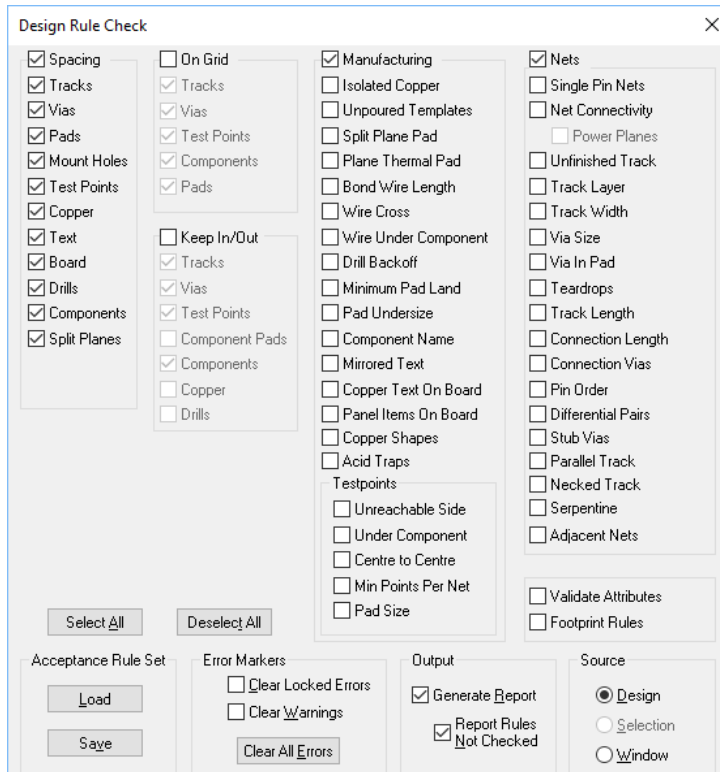 Design Rule Check
Spacing
Tracks
Vias
Pads
Mount Holes
Test Points
Copper
Text
Board
Drills
Components
Split Planes
On Grid
Tracks
Vias
Test Points
Components
Pads
Keep In/Out
Tracks
Vias
Test Points
Component Pads
Components
Copper
Drills
Manufacturing
Isolated Copper
Unpoured Templates
Split Plane Pad
Plane Thermal Pad
Bond Wire Length
Wire Cross
Wire Under Component
Drill Backoff
Minimum Pad Land
Pad Undersize
Component Name
Mirrored Text
Copper Text On Board
Panel Items On Board
Copper Shapes
Acid Traps
Testpoints
Unreachable Side
Under Component
Centre to Centre
Min Points Per Net
Pad Size
Nets
Single Pin Nets
Net Connectivity
Power Planes
Unfinished Track
Track Layer
Track Width
Via Size
Via In Pad
Teardrops
Track Length
Connection Length
Connection Vias
Pin Order
Differential Pairs
Stub Vias
Parallel Track
Necked Track
Serpentine
Adjacent Nets
Validate Attributes
Footprint Rules
Select All
Deselect All
Acceptance Rule Set
Load
Save
Error Markers
Clear Locked Errors
Clear Warnings
Clear All Errors
Output
Generate Report
Report Rules
Not Checked
Source
Design
Selection
Window